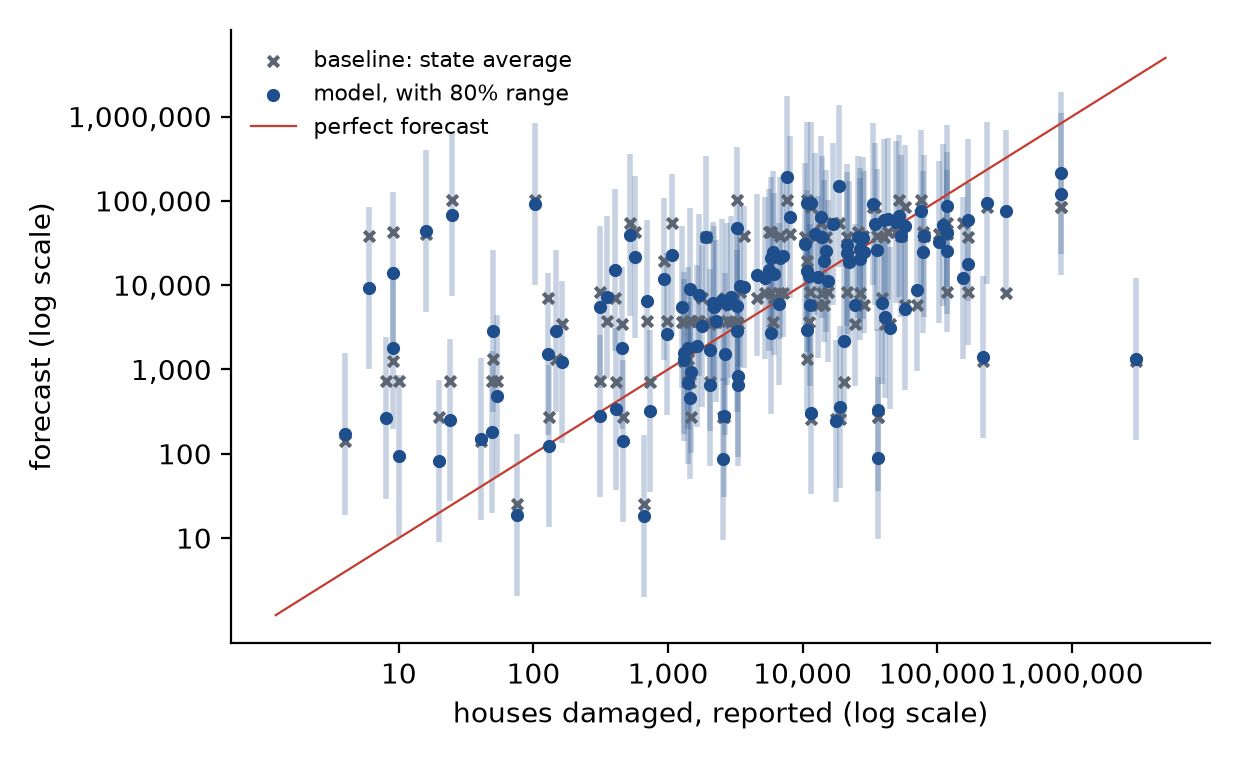 baseline: state average
model, with 80% range
perfect forecast
1,000,000
100,000
10,000
1,000
100
10
forecast (log scale)
10 100 1,000 10,000 100,000 1,000,000
houses damaged, reported (log scale)